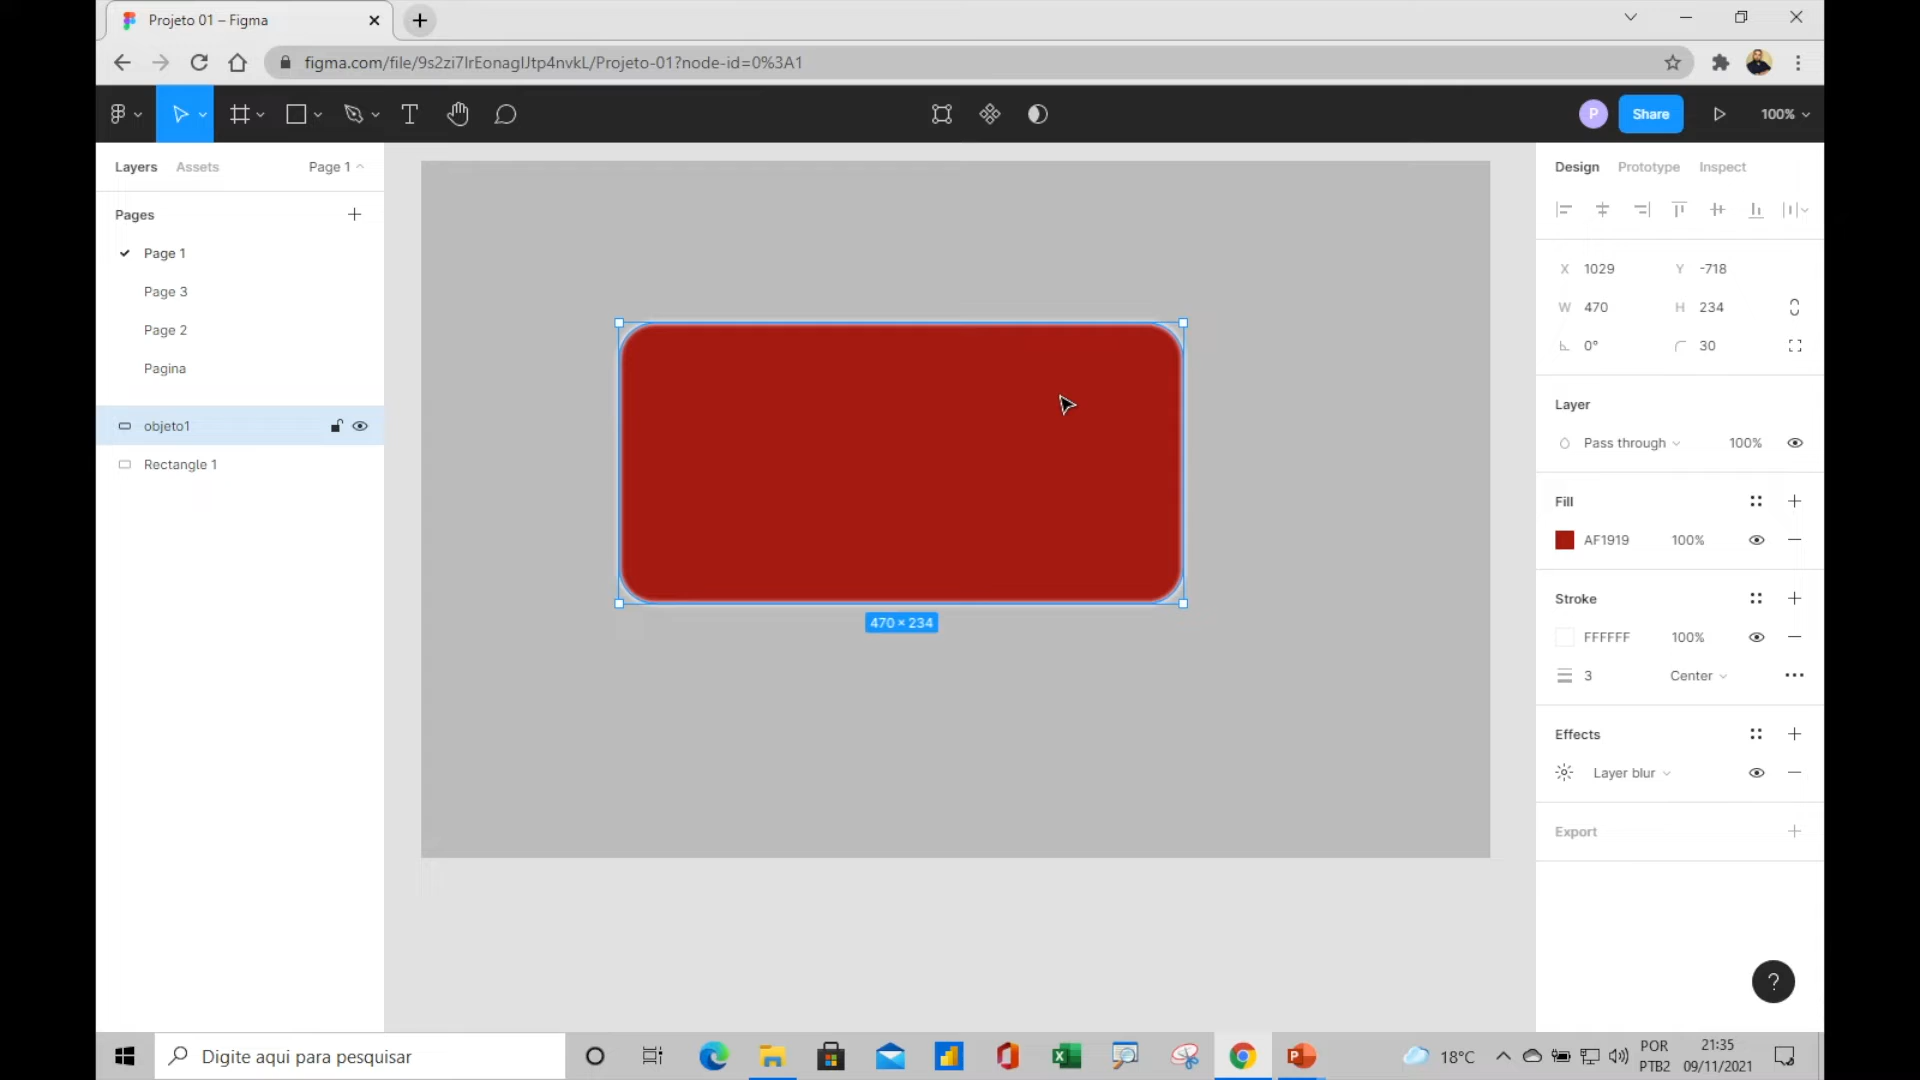 Projeto 01 – Figma
figma.com/file/9s2zi7IrEonagIJtp4nvkL/Projeto-01?node-id=0%3A1
P
Share
100%
Layers
Assets
Page 1
Pages
Page 1
Page 3
Page 2
Pagina
objeto1
Rectangle 1
470 × 234
Design
Prototype
Inspect
X 1029
Y -718
W 470
H 234
0°
30
Layer
Pass through
100%
Fill
AF1919
100%
Stroke
FFFFFF
100%
3
Center
Effects
Layer blur
Export
?
Digite aqui para pesquisar
18°C
POR
PTB2
21:35
09/11/2021